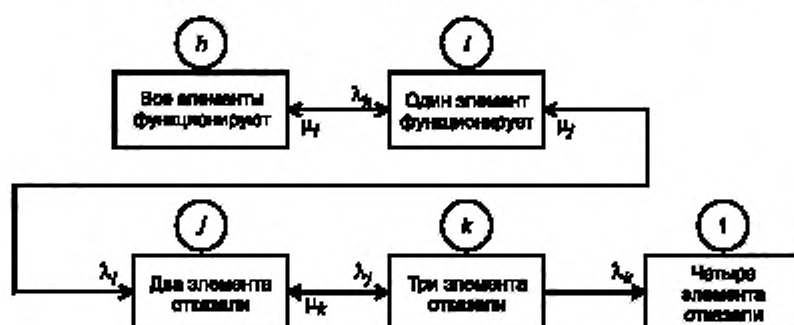 h
i
Все элементы
функционируют
λh
μi
Один элемент
функционирует
μj
j
k
1
λi
Два элемента
отказали
λj
μk
Три элемента
отказали
λk
Четыре
элемента
отказали